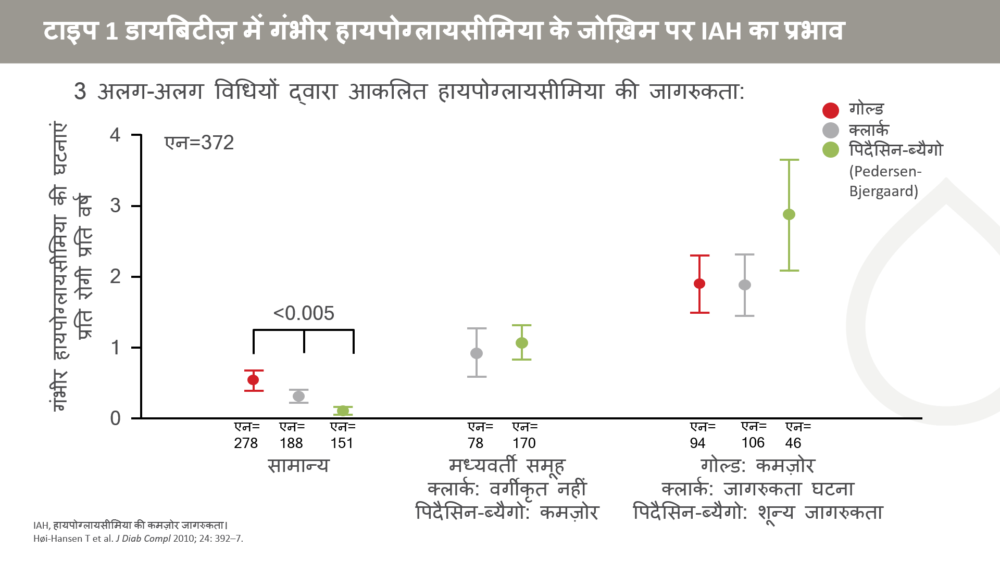 टाइप 1 डायबिटीज़ में गंभीर हायपोग्लायसीमिया के जोख़िम पर IAH का प्रभाव
3 अलग-अलग विधियों द्वारा आकलित हायपोग्लायसीमिया की जागरुकता:
गोल्ड
क्लार्क
पिदैसिन-ब्यैगो
(Pedersen-
Bjergaard)
गंभीर हायपोग्लायसीमिया की घटनाएं
प्रति रोगी प्रति वर्ष
4
3
2
1
0
एन=372
<0.005
एन= एन= एन= एन= एन= एन= एन= एन=
278 188 151 78 170 94 106 46
सामान्य
मध्यवर्ती समूह
क्लार्क: वर्गीकृत नहीं
पिदैसिन-ब्यैगो: कमज़ोर
गोल्ड: कमज़ोर
क्लार्क: जागरुकता घटना
पिदैसिन-ब्यैगो: शून्य जागरुकता
IAH, हायपोग्लायसीमिया की कमज़ोर जागरुकता।
Høi-Hansen T et al. J Diab Compl 2010; 24: 392–7.